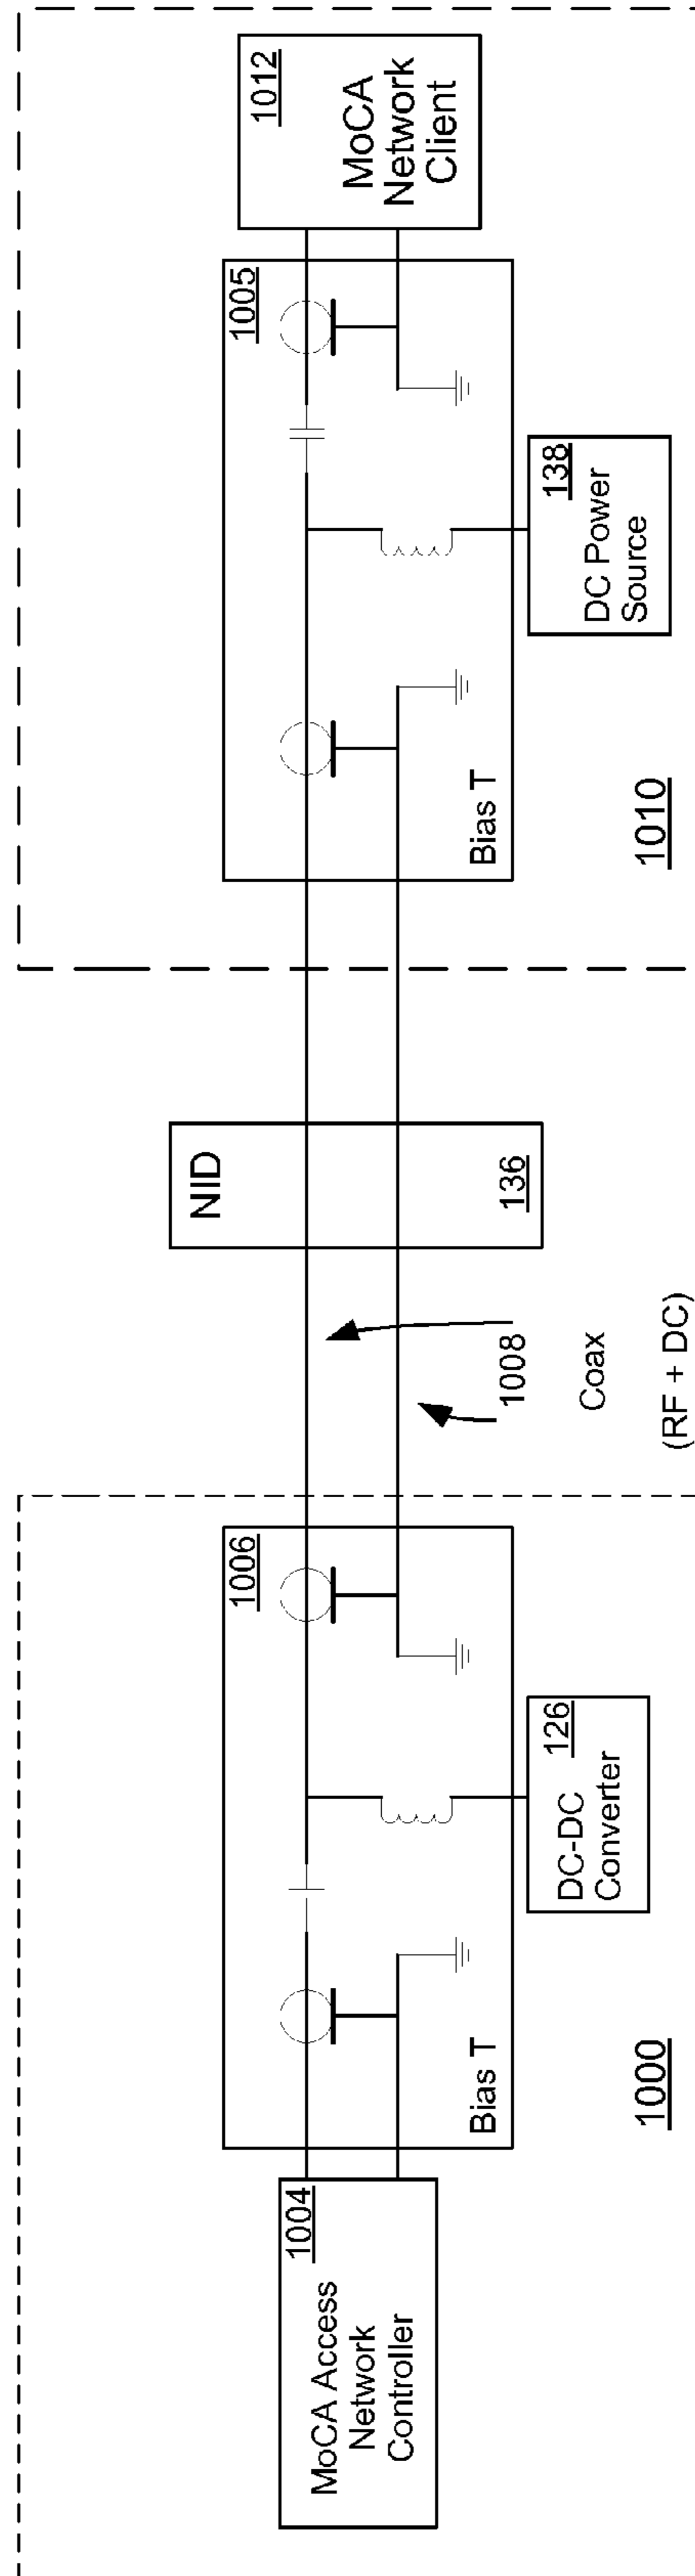 1004
MoCA Access
Network
Controller
1006
Bias T
126
DC-DC
Converter
1000
1008
Coax
(RF + DC)
NID
136
1005
Bias T
138
DC Power
Source
1010
1012
MoCA
Network
Client